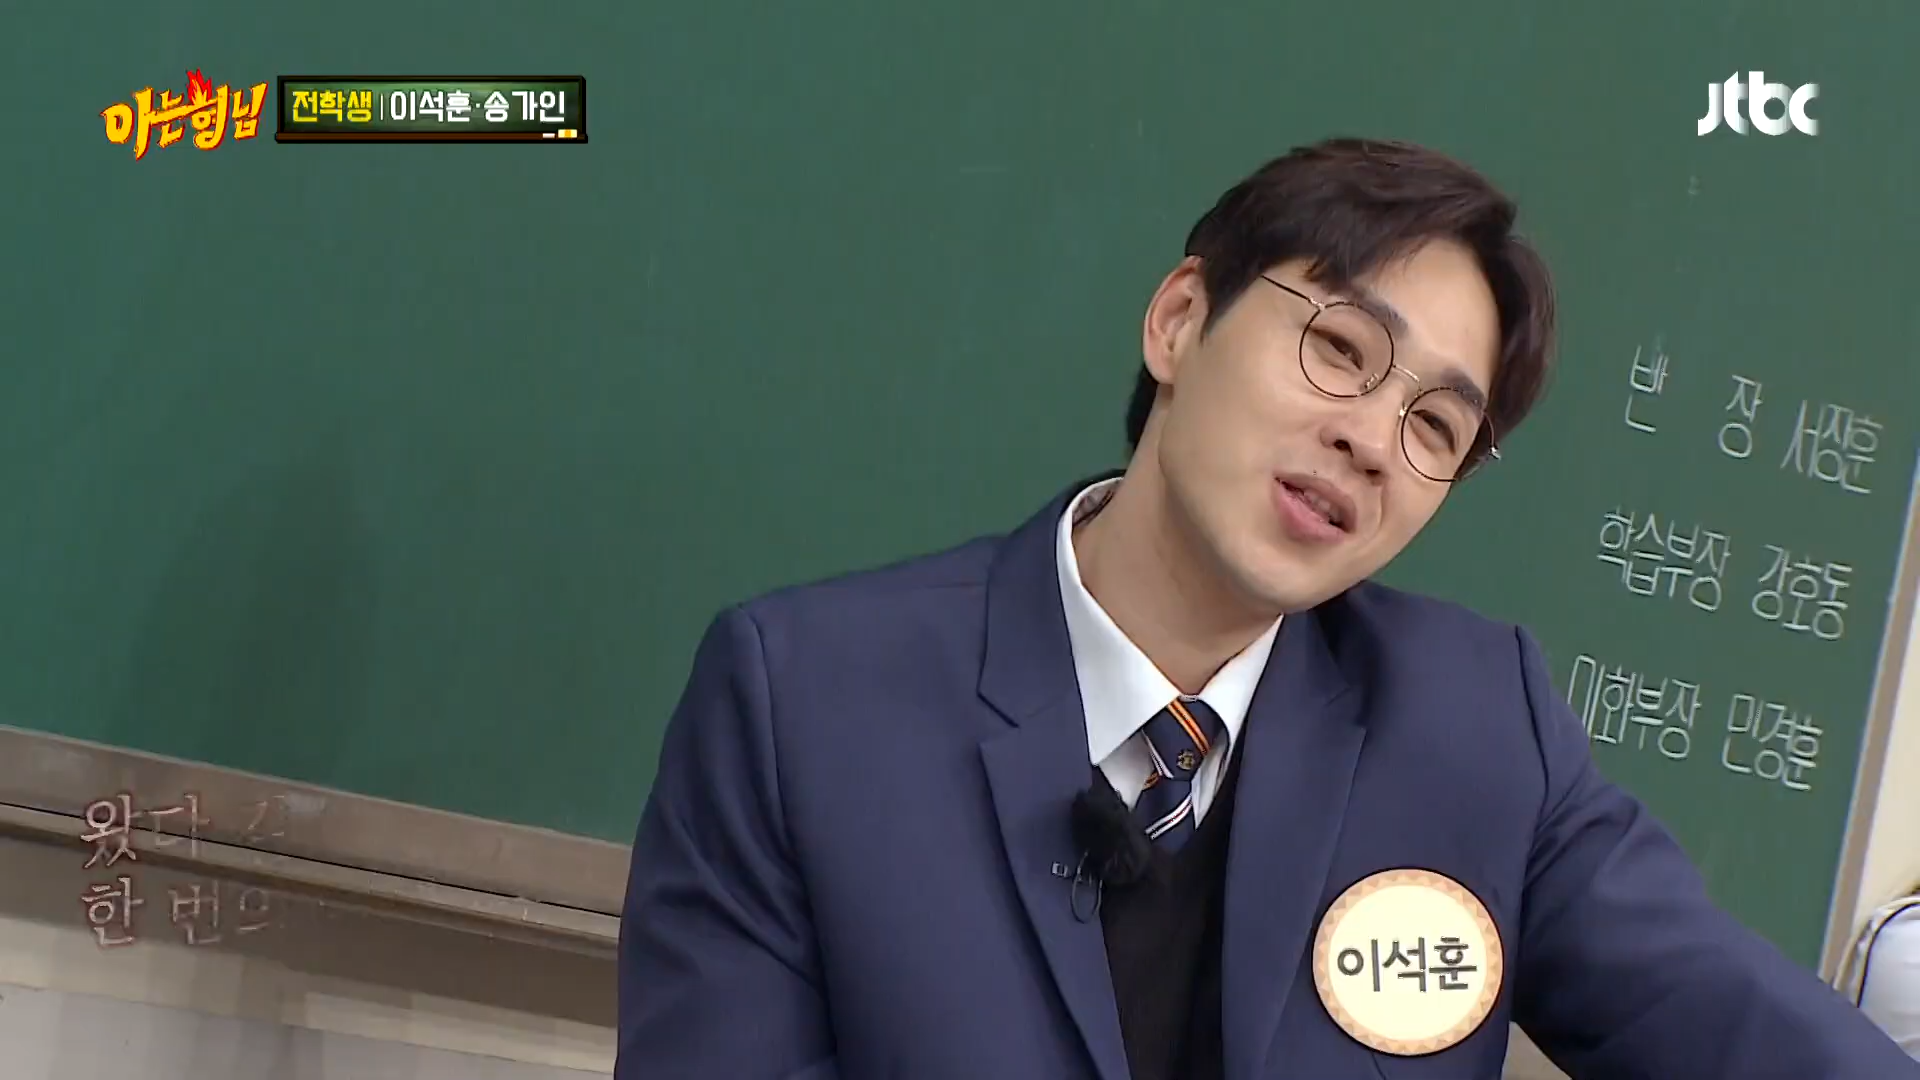 아는형님
전학생 | 이석훈·송가인
jtbc
반 장 서장훈
학습부장 강호동
미화부장 민경훈
왔다
한 번의
이석훈